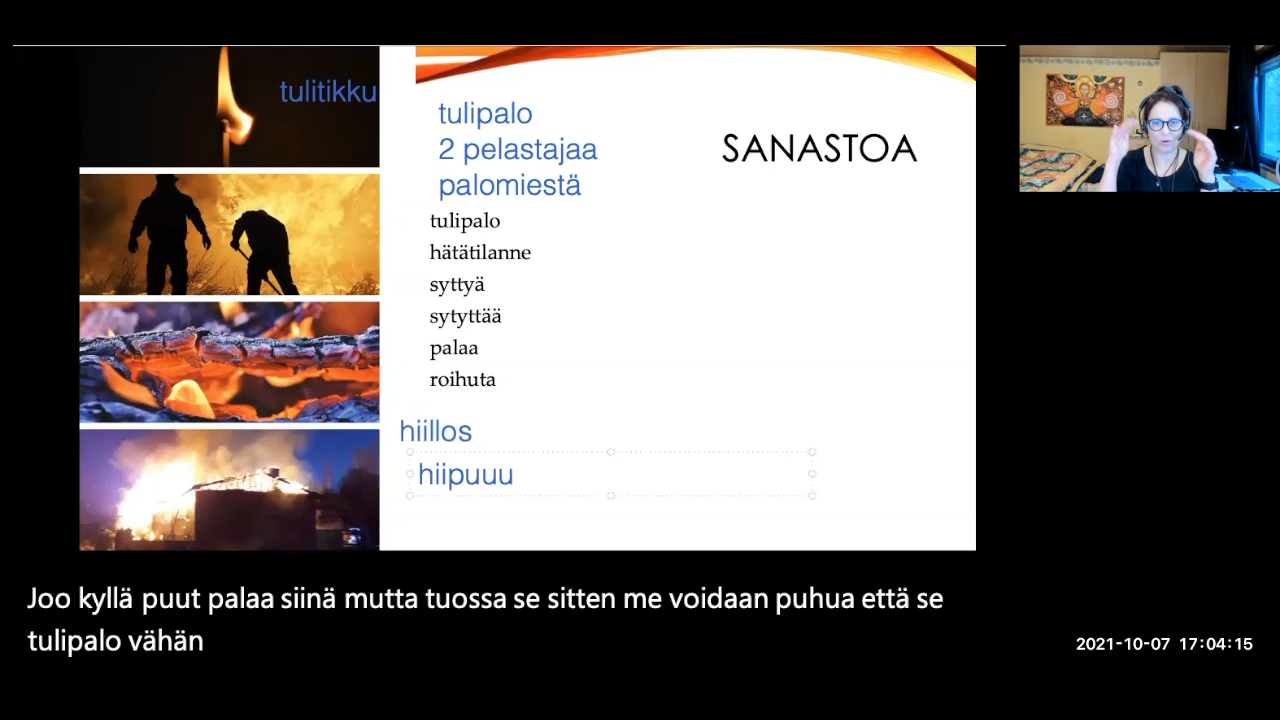 tulitikku
tulipalo
2 pelastajaa
palomiestä
SANASTOA
tulipalo
hätätilanne
syttyä
sytyttää
palaa
roihuta
hiillos
hiipuuu
Joo kyllä puut palaa siinä mutta tuossa se sitten me voidaan puhua että se
tulipalo vähän
2021-10-07 17:04:15